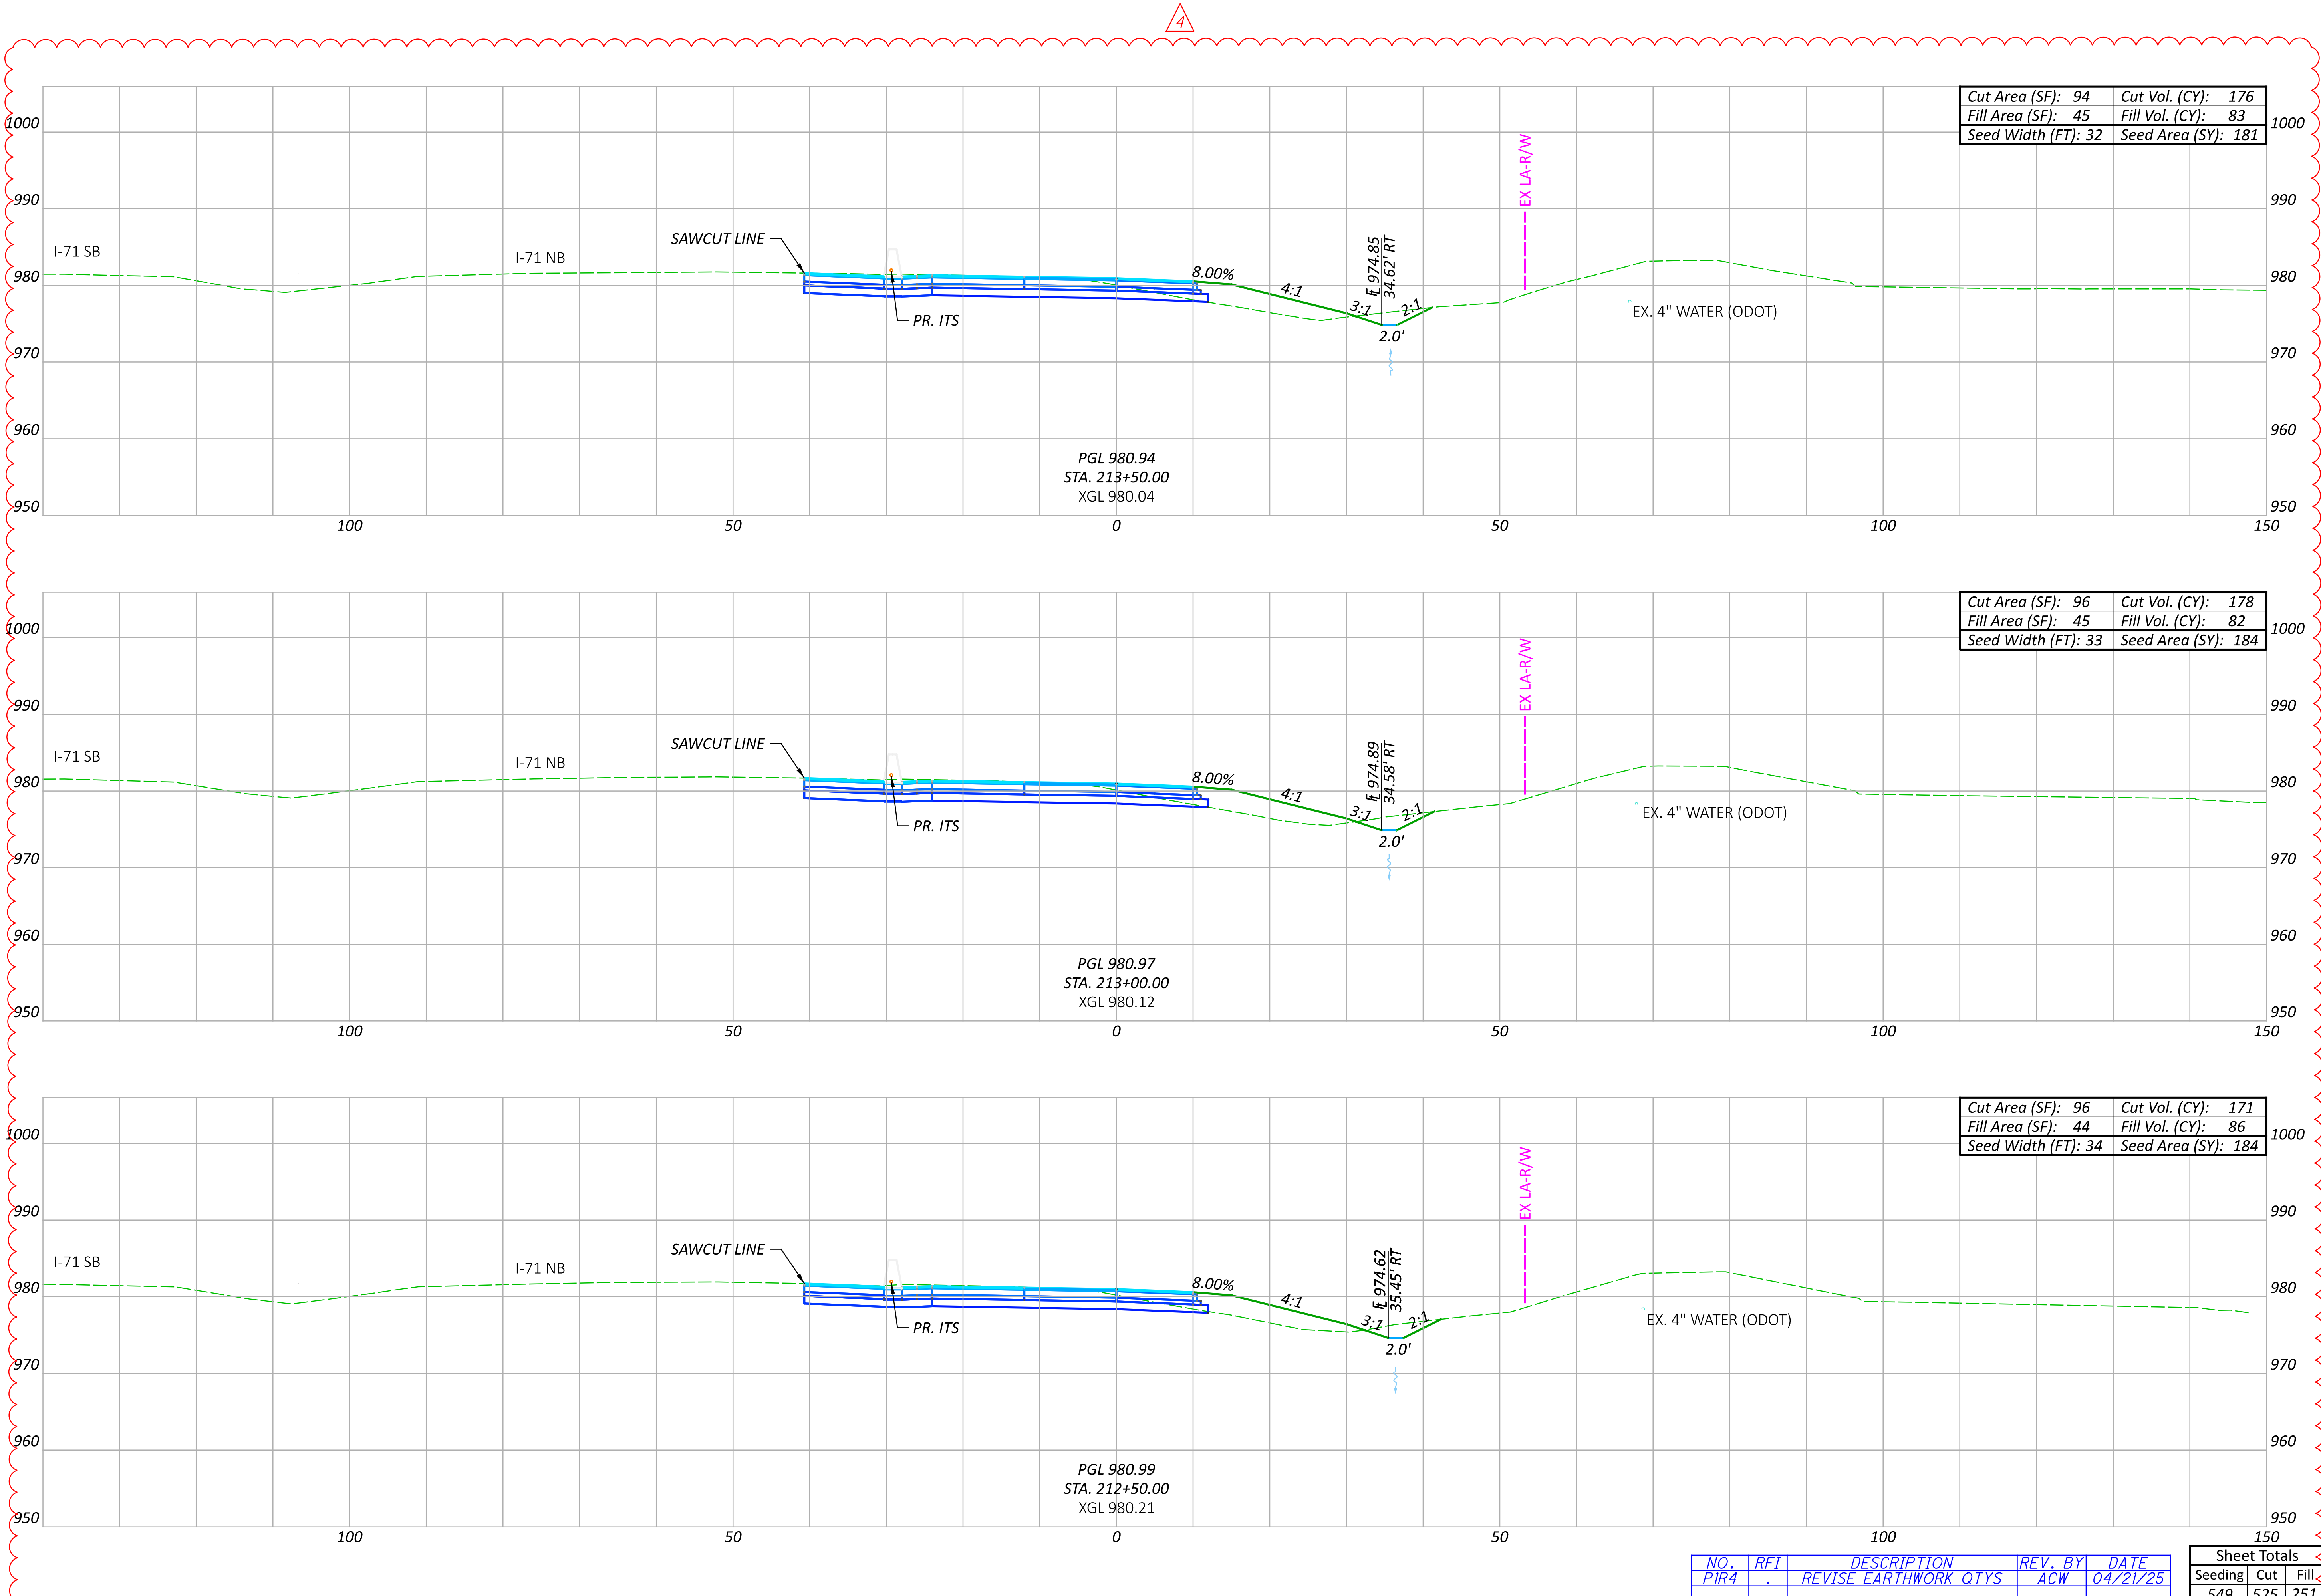 4
Cut Area (SF): 94 Cut Vol. (CY): 176
Fill Area (SF): 45 Fill Vol. (CY): 83
Seed Width (FT): 32 Seed Area (SY): 181
1000 1000
EX LA-R/W
990 990
SAWCUT LINE
I-71 SB I-71 NB
974.85
34.62' RT
980 8.00% 980
4:1 3:1 2:1
PR. ITS
EX. 4" WATER (ODOT)
2.0'
970 970
960 960
PGL 980.94
STA. 213+50.00
XGL 980.04
950 950
100 50 0 50 100 150
Cut Area (SF): 96 Cut Vol. (CY): 178
Fill Area (SF): 45 Fill Vol. (CY): 82
Seed Width (FT): 33 Seed Area (SY): 184
1000 1000
EX LA-R/W
990 990
SAWCUT LINE
I-71 SB I-71 NB
974.89
34.58' RT
980 8.00% 980
4:1 3:1 2:1
PR. ITS
EX. 4" WATER (ODOT)
2.0'
970 970
960 960
PGL 980.97
STA. 213+00.00
XGL 980.12
950 950
100 50 0 50 100 150
Cut Area (SF): 96 Cut Vol. (CY): 171
Fill Area (SF): 44 Fill Vol. (CY): 86
Seed Width (FT): 34 Seed Area (SY): 184
1000 1000
EX LA-R/W
990 990
SAWCUT LINE
I-71 SB I-71 NB
974.62
35.45' RT
980 8.00% 980
4:1 3:1 2:1
PR. ITS
EX. 4" WATER (ODOT)
2.0'
970 970
960 960
PGL 980.99
STA. 212+50.00
XGL 980.21
950 950
100 50 0 50 100 150
NO. RFI DESCRIPTION REV. BY DATE
P1R4 . REVISE EARTHWORK QTYS ACW 04/21/25
Sheet Totals
Seeding Cut Fill
549 525 251